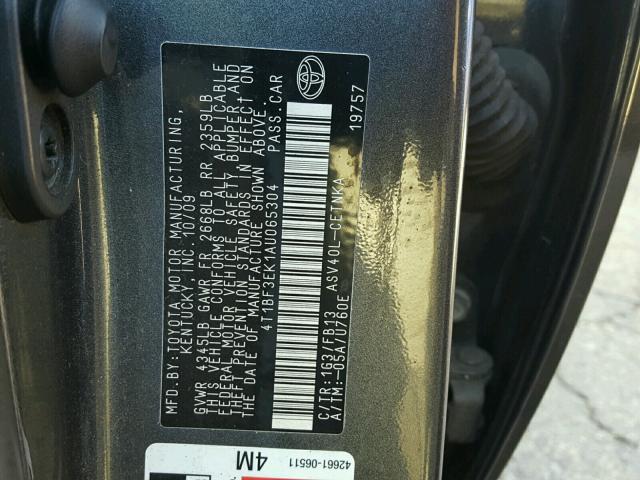 MFD.BY:TOYOTA MOTOR MANUFACTURING,
KENTUCKY, INC. 10/09
GVWR 4345LB GAWR FR 2668LB RR 2359LB
THIS VEHICLE CONFORMS TO ALL APPLICABLE
FEDERAL MOTOR VEHICLE SAFETY, BUMPER AND
THEFT PREVENTION STANDARDS IN EFFECT ON
THE DATE OF MANUFACTURE SHOWN ABOVE.
4T1BF3EK1AU065304 PASS. CAR
C/TR:1G3/FB13 ASV40L-CETNKA
A/TM:-05A/U760E 19757
42661-06511
4M